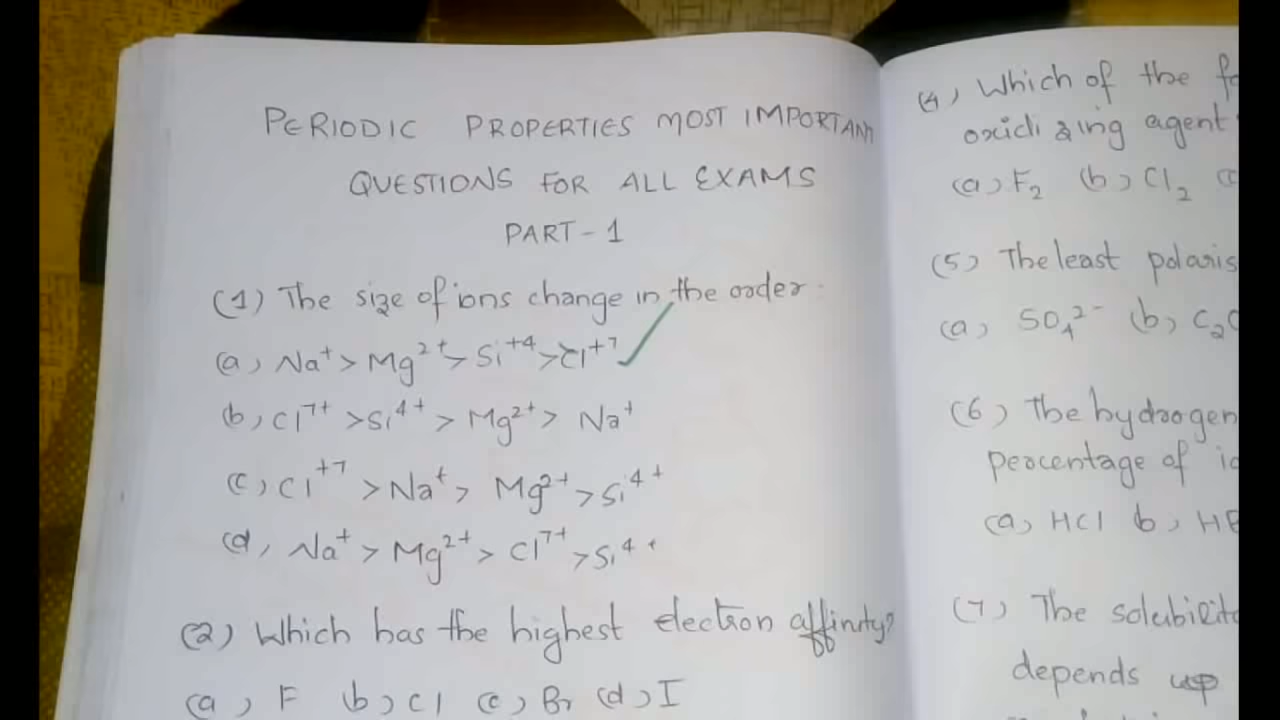 PERIODIC PROPERTIES MOST IMPORTANT
QUESTIONS FOR ALL EXAMS
PART - 1
(1) The size of ions change in the order
(a) Na⁺ > Mg²⁺ > Si⁺⁴ > Cl⁺⁷
(b) Cl⁷⁺ > Si⁴⁺ > Mg²⁺ > Na⁺
(c) Cl⁺⁷ > Na⁺ > Mg²⁺ > Si⁴⁺
(d) Na⁺ > Mg²⁺ > Cl⁷⁺ > Si⁴⁺
(2) Which has the highest electron affinity?
(a) F (b) Cl (c) Br (d) I
(4) Which of the
oxidizing agent
(a) F₂ (b) Cl₂
(5) The least polaris
(a) SO₄²⁻ (b) C₂O
(6) The hydrogen
percentage of
(a) HCl b)
(7) The solubilit
depends up